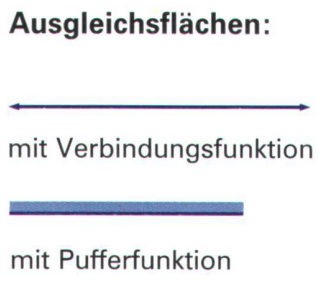 Ausgleichsflächen:
mit Verbindungsfunktion
mit Pufferfunktion